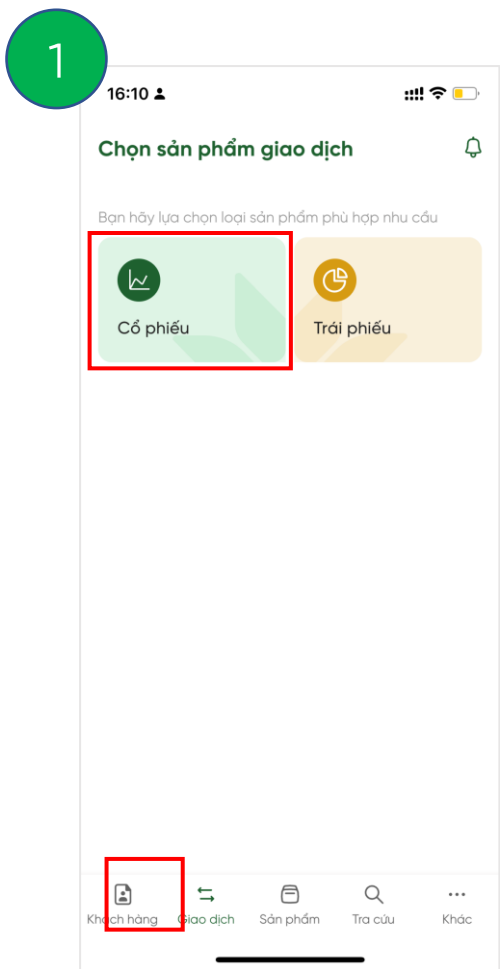 1
16:10
Chọn sản phẩm giao dịch
Bạn hãy lựa chọn loại sản phẩm phù hợp nhu cầu
Cổ phiếu
Trái phiếu
Khách hàng
Giao dịch
Sản phẩm
Tra cứu
Khác